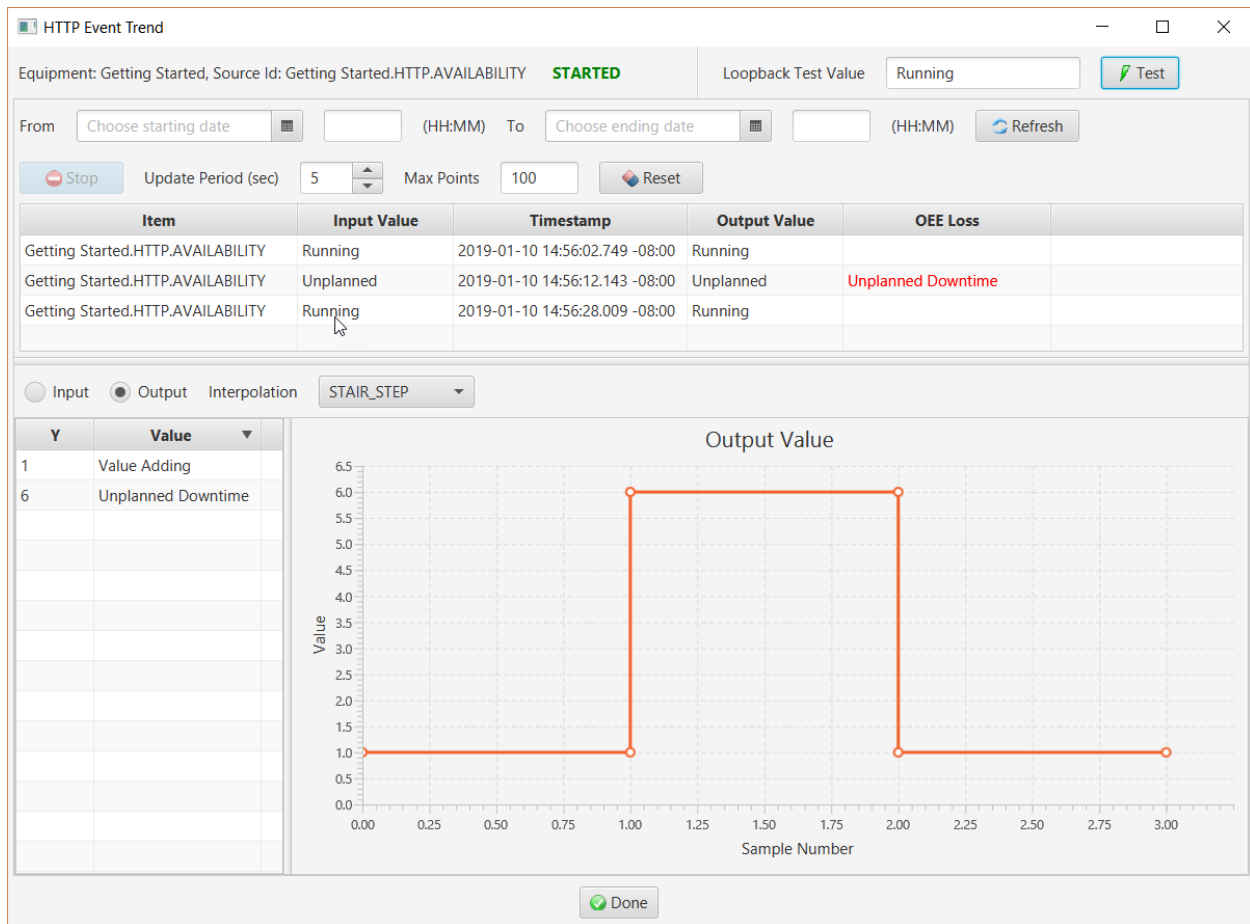 HTTP Event Trend
Equipment: Getting Started, Source Id: Getting Started.HTTP.AVAILABILITY STARTED Loopback Test Value Running Test
From Choose starting date (HH:MM) To Choose ending date (HH:MM) Refresh
Stop Update Period (sec) 5 Max Points 100 Reset
Item Input Value Timestamp Output Value OEE Loss
Getting Started.HTTP.AVAILABILITY Running 2019-01-10 14:56:02.749 -08:00 Running
Getting Started.HTTP.AVAILABILITY Unplanned 2019-01-10 14:56:12.143 -08:00 Unplanned Unplanned Downtime
Getting Started.HTTP.AVAILABILITY Running 2019-01-10 14:56:28.009 -08:00 Running
Input Output Interpolation STAIR_STEP
Y Value
1 Value Adding
6 Unplanned Downtime
Output Value
6.5
6.0
5.5
5.0
4.5
4.0
3.5
3.0
2.5
2.0
1.5
1.0
0.5
0.0
Value
0.00 0.25 0.50 0.75 1.00 1.25 1.50 1.75 2.00 2.25 2.50 2.75 3.00
Sample Number
Done